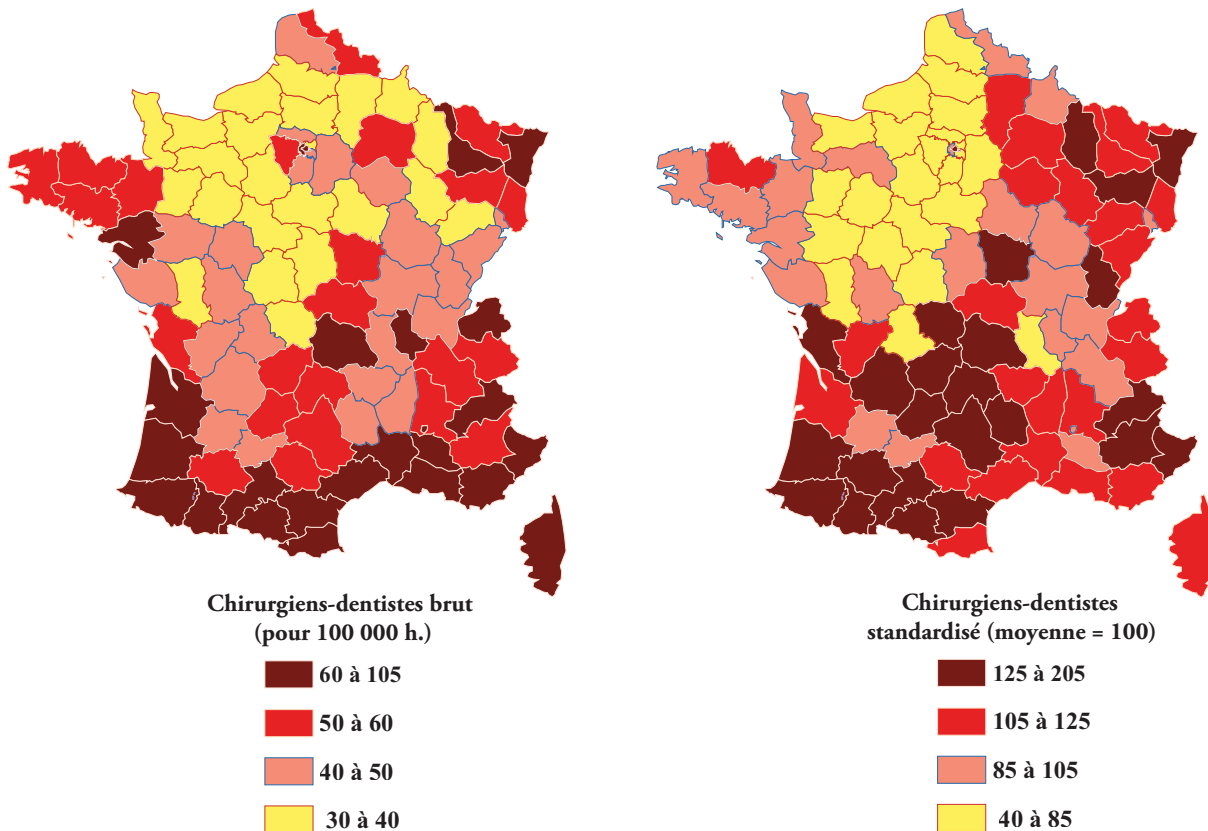 Chirurgiens-dentistes brut
(pour 100 000 h.)
60 à 105
50 à 60
40 à 50
30 à 40
Chirurgiens-dentistes
standardisé (moyenne = 100)
125 à 205
105 à 125
85 à 105
40 à 85